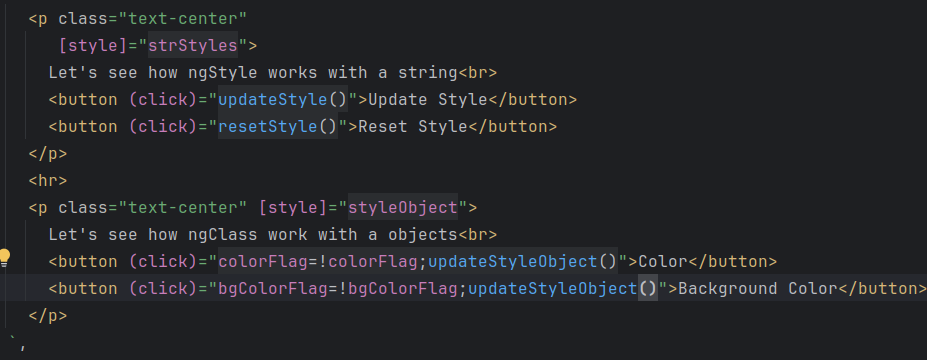 <p class="text-center"
[style]="strStyles">
Let's see how ngStyle works with a string<br>
<button (click)="updateStyle()">Update Style</button>
<button (click)="resetStyle()">Reset Style</button>
</p>
<hr>
<p class="text-center" [style]="styleObject">
Let's see how ngClass work with a objects<br>
<button (click)="colorFlag=!colorFlag;updateStyleObject()">Color</button>
<button (click)="bgColorFlag=!bgColorFlag;updateStyleObject()">Background Color</button>
</p>
`,